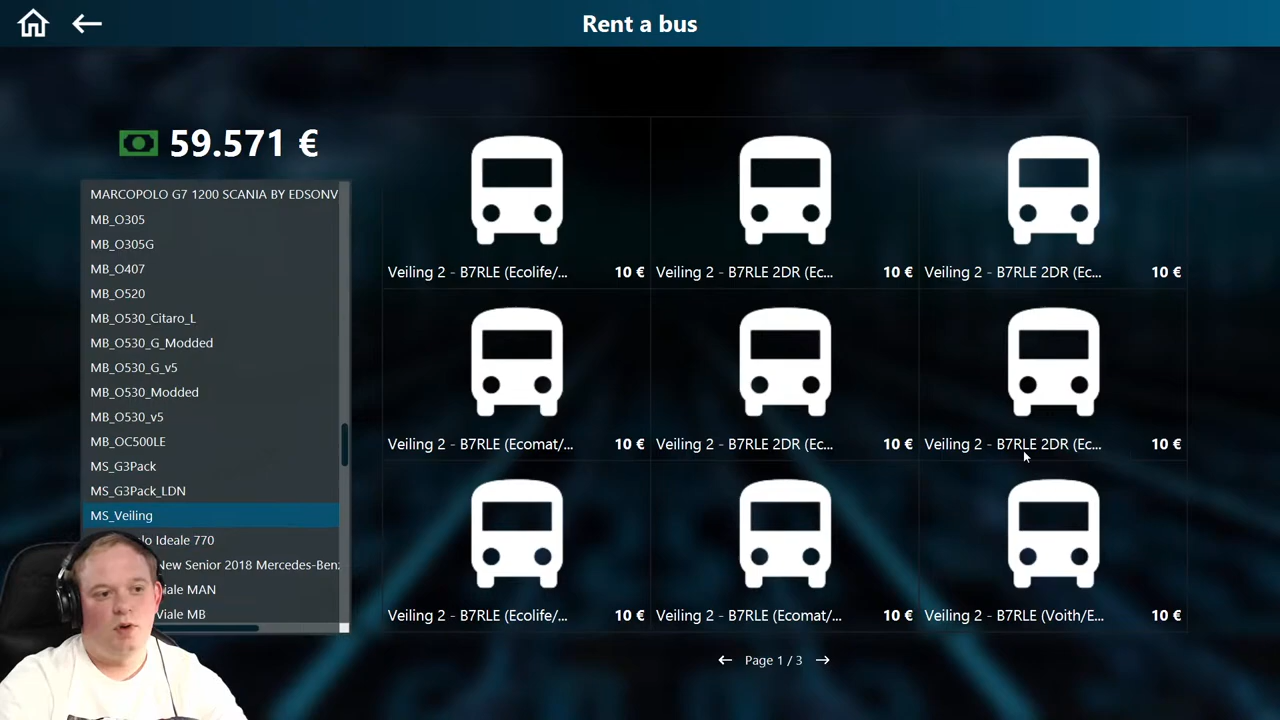 Rent a bus
59.571 €
MARCOPOLO G7 1200 SCANIA BY EDSONV
MB_O305
MB_O305G
MB_O407
MB_O520
MB_O530_Citaro_L
MB_O530_G_Modded
MB_O530_G_v5
MB_O530_Modded
MB_O530_v5
MB_OC500LE
MS_G3Pack
MS_G3Pack_LDN
MS_Veiling
lo Ideale 770
New Senior 2018 Mercedes-Benz
iale MAN
Viale MB
Veiling 2 - B7RLE (Ecolife/... 10 €
Veiling 2 - B7RLE 2DR (Ec... 10 €
Veiling 2 - B7RLE 2DR (Ec... 10 €
Veiling 2 - B7RLE (Ecomat/... 10 €
Veiling 2 - B7RLE 2DR (Ec... 10 €
Veiling 2 - B7RLE 2DR (Ec... 10 €
Veiling 2 - B7RLE (Ecolife/... 10 €
Veiling 2 - B7RLE (Ecomat/... 10 €
Veiling 2 - B7RLE (Voith/E... 10 €
Page 1 / 3